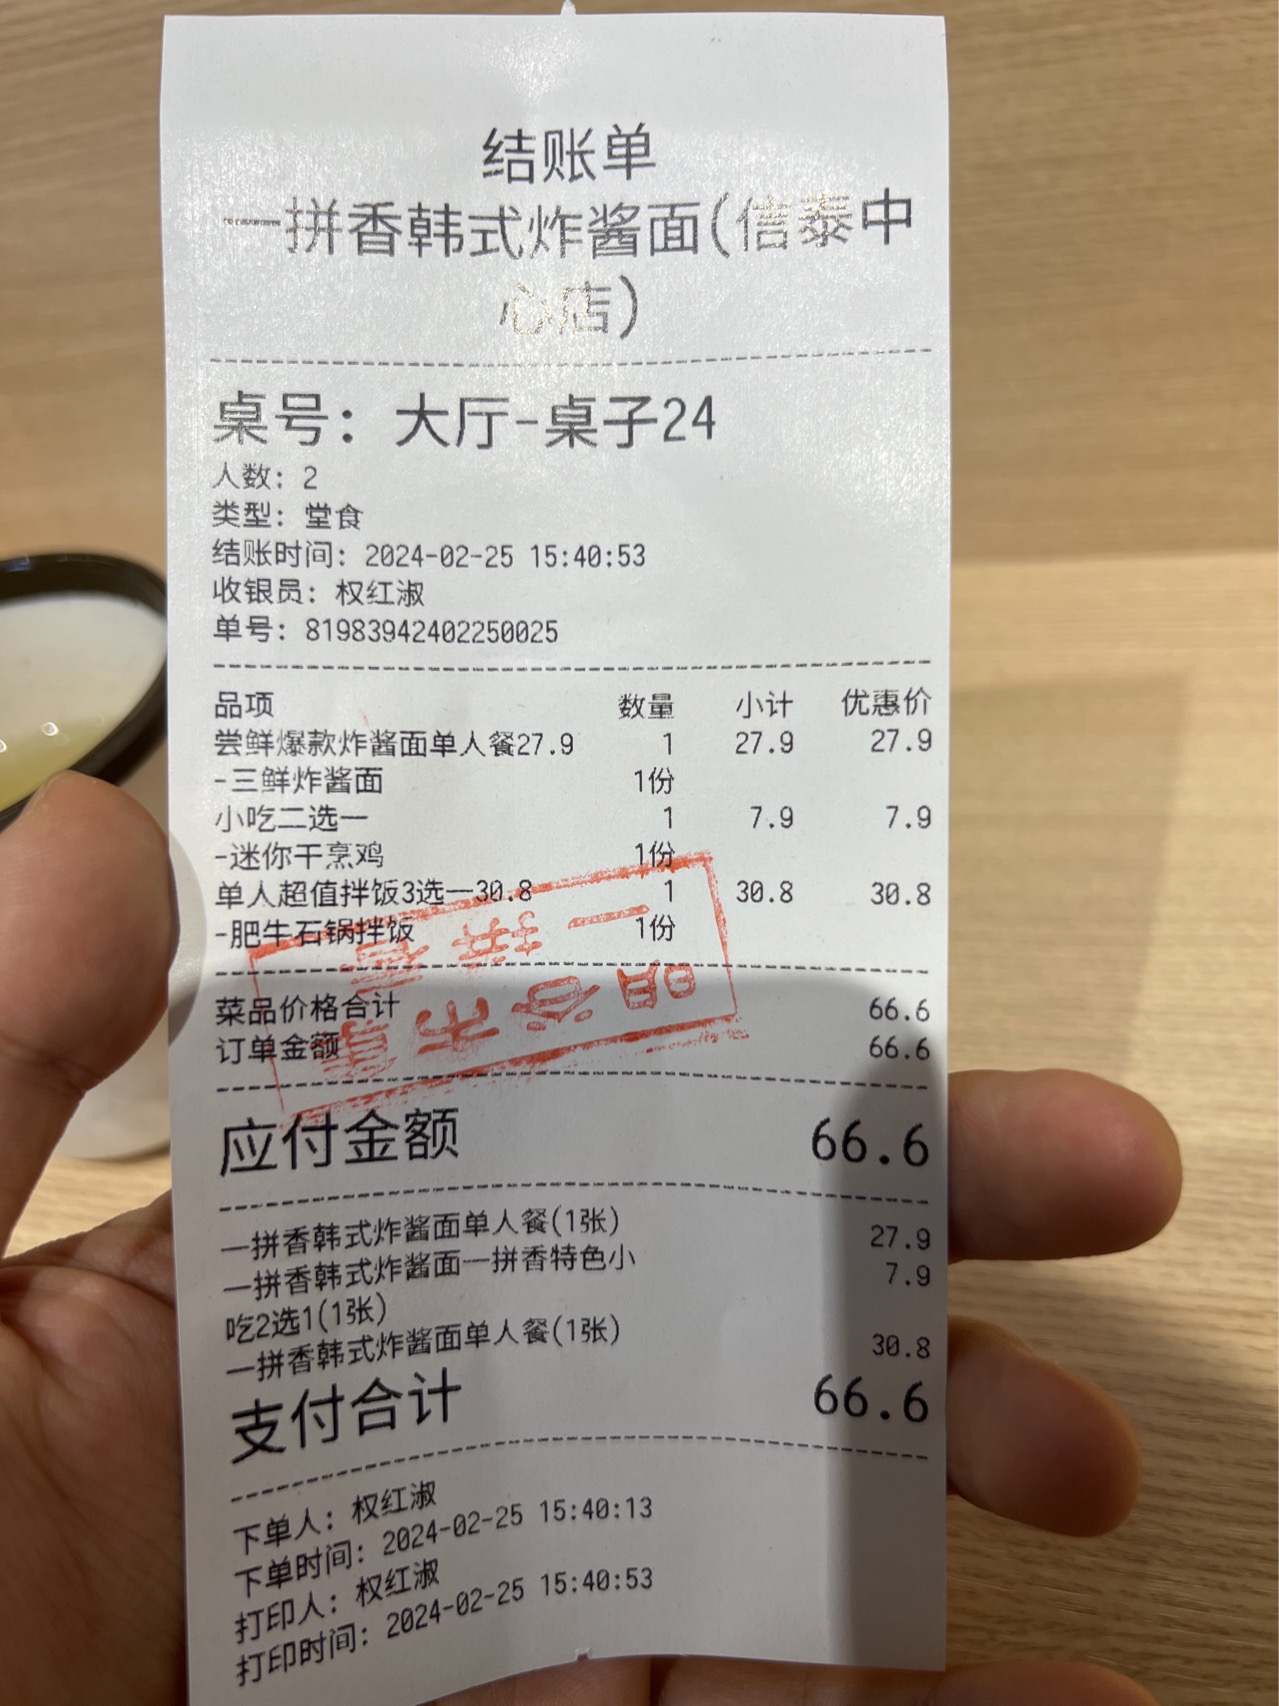 结账单
一拼香韩式炸酱面(信泰中
心店)
桌号：大厅-桌子24
人数：2
类型：堂食
结账时间：2024-02-25 15:40:53
收银员：权红淑
单号：81983942402250025
品项 数量 小计 优惠价
尝鲜爆款炸酱面单人餐27.9 1 27.9 27.9
-三鲜炸酱面 1份
小吃二选一 1 7.9 7.9
-迷你干烹鸡 1份
单人超值拌饭3选一30.8 1 30.8 30.8
-肥牛石锅拌饭 1份
一拼香
明洽未
菜品价格合计 66.6
订单金额 66.6
应付金额 66.6
一拼香韩式炸酱面单人餐(1张) 27.9
一拼香韩式炸酱面一拼香特色小 7.9
吃2选1(1张)
一拼香韩式炸酱面单人餐(1张) 30.8
支付合计 66.6
下单人：权红淑
下单时间：2024-02-25 15:40:13
打印人：权红淑
打印时间：2024-02-25 15:40:53